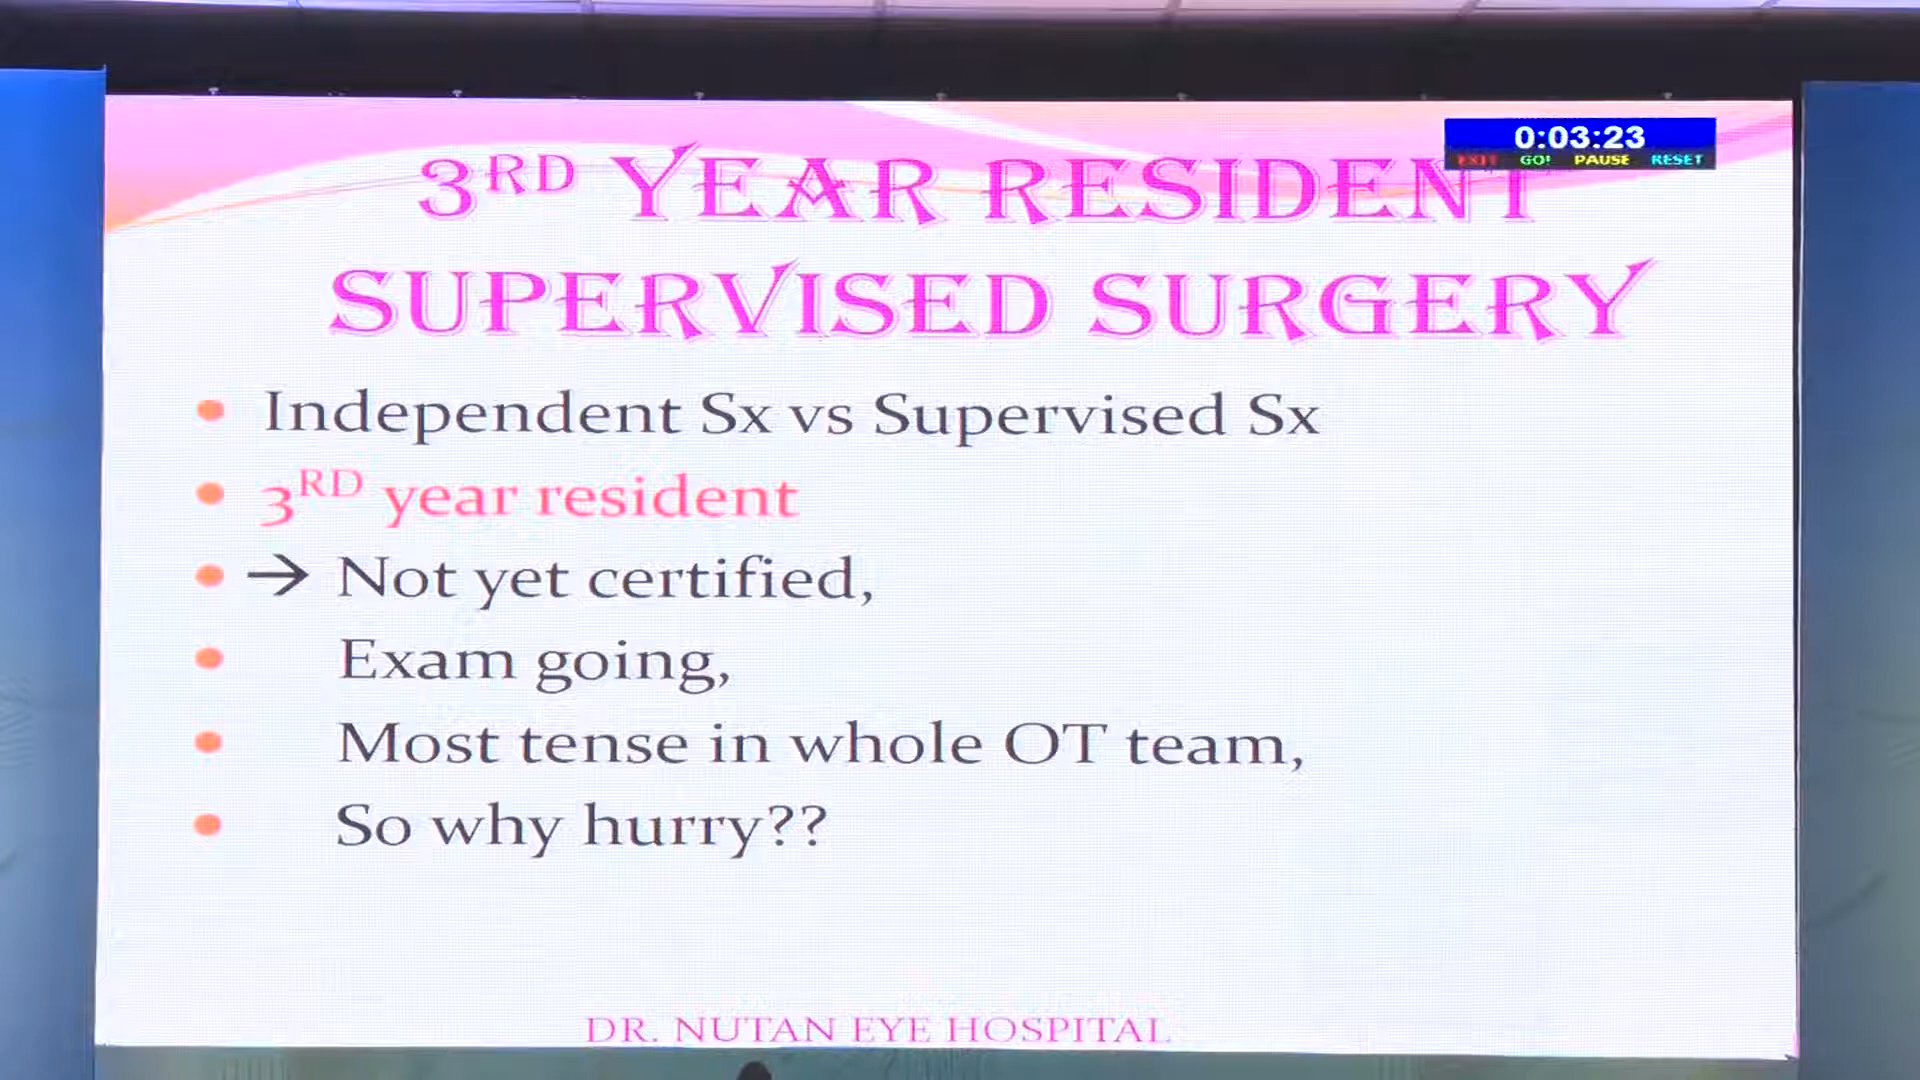 0:03:23
EXIT GO! PAUSE RESET
3RD YEAR RESIDENT
SUPERVISED SURGERY
• Independent Sx vs Supervised Sx
• 3RD year resident
• → Not yet certified,
• Exam going,
• Most tense in whole OT team,
• So why hurry??
DR. NUTAN EYE HOSPITAL